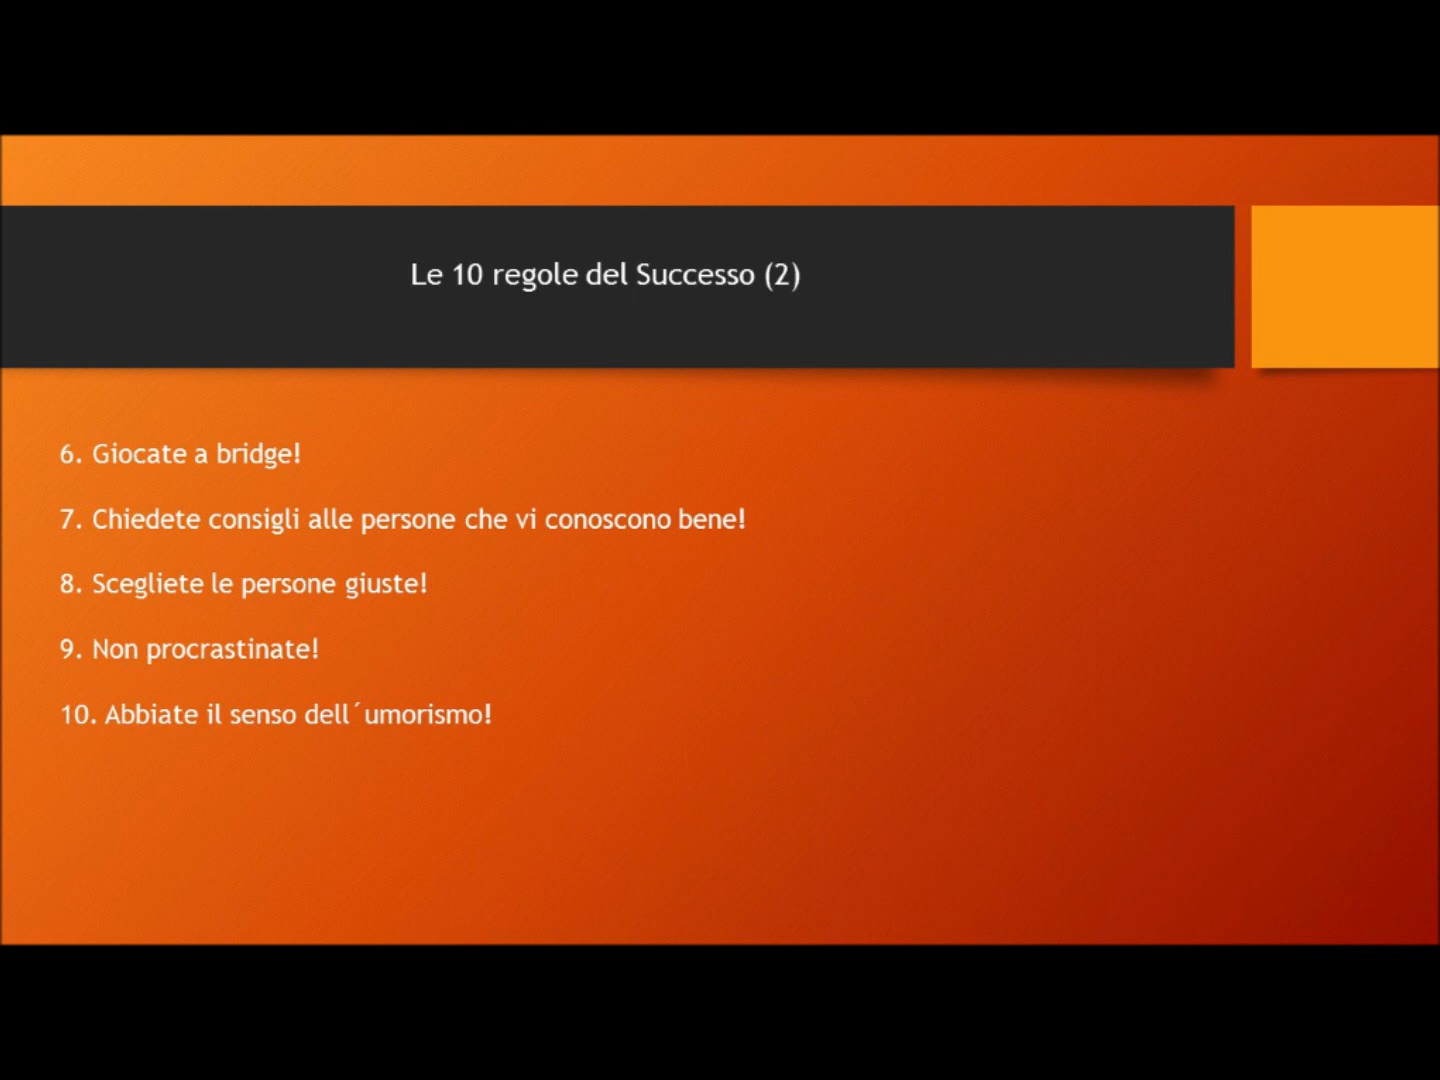 Le 10 regole del Successo (2)
6. Giocate a bridge!
7. Chiedete consigli alle persone che vi conoscono bene!
8. Scegliete le persone giuste!
9. Non procrastinate!
10. Abbiate il senso dell´umorismo!